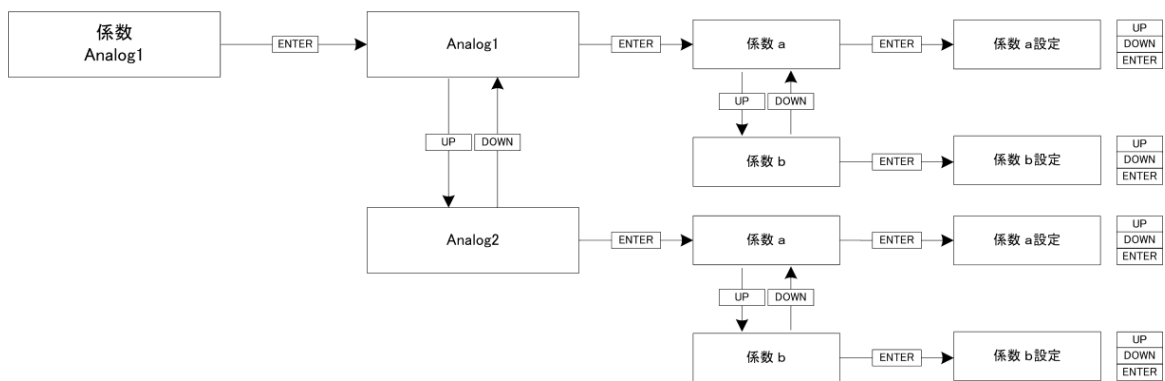 係数
Analog1
ENTER
Analog1
ENTER
係数 a
ENTER
係数 a設定
UP
DOWN
ENTER
UP
DOWN
UP
DOWN
係数 b
ENTER
係数 b設定
UP
DOWN
ENTER
Analog2
ENTER
係数 a
ENTER
係数 a設定
UP
DOWN
ENTER
UP
DOWN
係数 b
ENTER
係数 b設定
UP
DOWN
ENTER